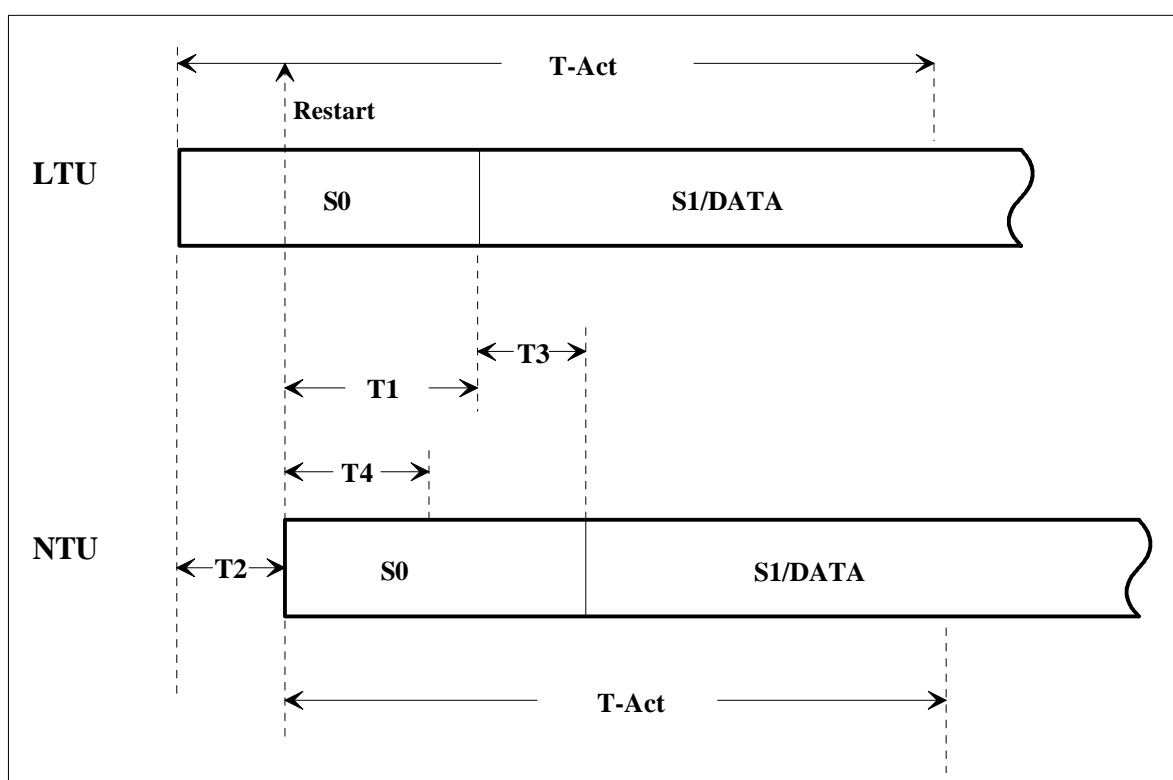 T-Act
Restart
LTU
S0
S1/DATA
T3
T1
T4
NTU
T2
S0
S1/DATA
T-Act